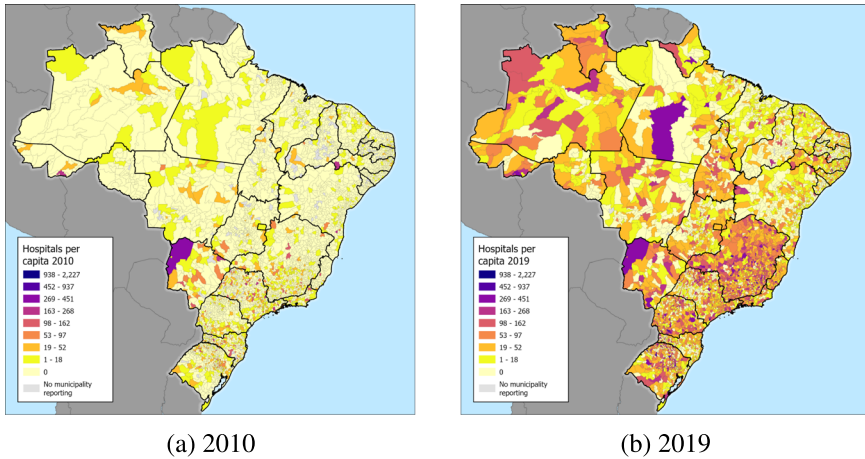 Hospitals per
capita 2010
938 - 2,227
452 - 937
269 - 451
163 - 268
98 - 162
53 - 97
19 - 52
1 - 18
0
No municipality
reporting
Hospitals per
capita 2019
938 - 2,227
452 - 937
269 - 451
163 - 268
98 - 162
53 - 97
19 - 52
1 - 18
0
No municipality
reporting
(a) 2010
(b) 2019